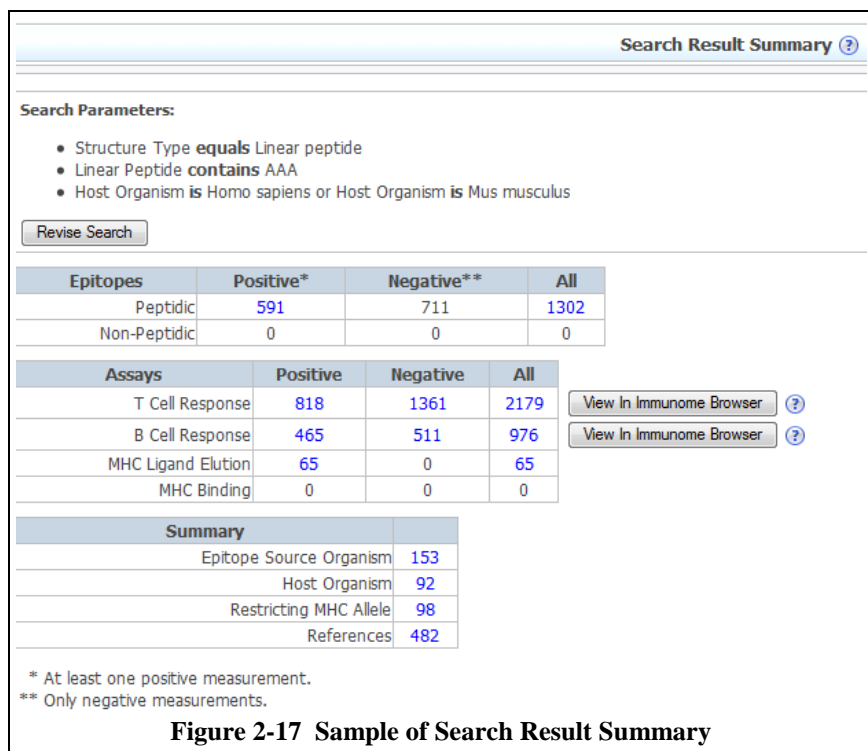 Search Result Summary ?
Search Parameters:
• Structure Type equals Linear peptide
• Linear Peptide contains AAA
• Host Organism is Homo sapiens or Host Organism is Mus musculus
Revise Search
Epitopes Positive* Negative** All
Peptidic 591 711 1302
Non-Peptidic 0 0 0
Assays Positive Negative All
T Cell Response 818 1361 2179 View In Immunome Browser ?
B Cell Response 465 511 976 View In Immunome Browser ?
MHC Ligand Elution 65 0 65
MHC Binding 0 0 0
Summary
Epitope Source Organism 153
Host Organism 92
Restricting MHC Allele 98
References 482
* At least one positive measurement.
** Only negative measurements.
Figure 2-17 Sample of Search Result Summary